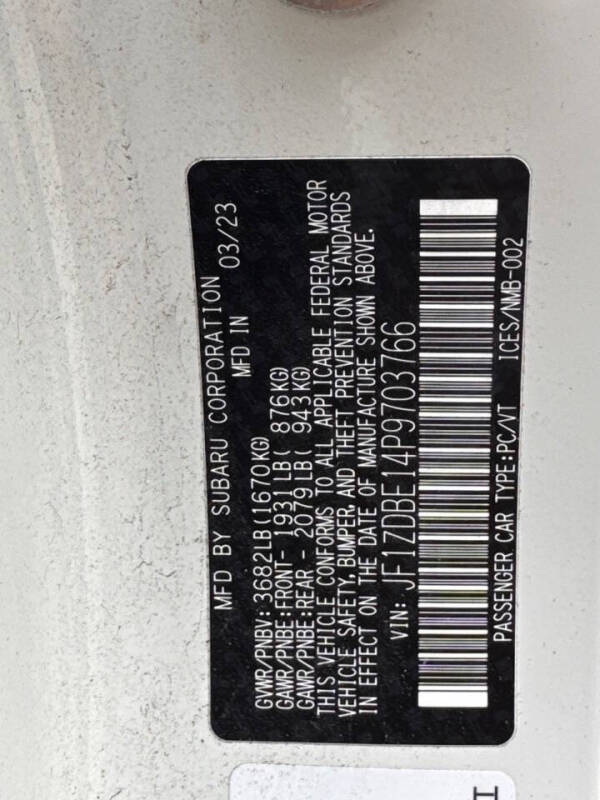 MFD BY SUBARU CORPORATION
MFD IN 03/23
GVWR/PNBV: 3682LB(1670KG)
GAWR/PNBE:FRONT- 1931LB( 876KG)
GAWR/PNBE:REAR - 2079LB( 943KG)
THIS VEHICLE CONFORMS TO ALL APPLICABLE FEDERAL MOTOR
VEHICLE SAFETY, BUMPER, AND THEFT PREVENTION STANDARDS
IN EFFECT ON THE DATE OF MANUFACTURE SHOWN ABOVE.
VIN: JF1ZDBE14P9703766
PASSENGER CAR TYPE:PC/VT ICES/NMB-002